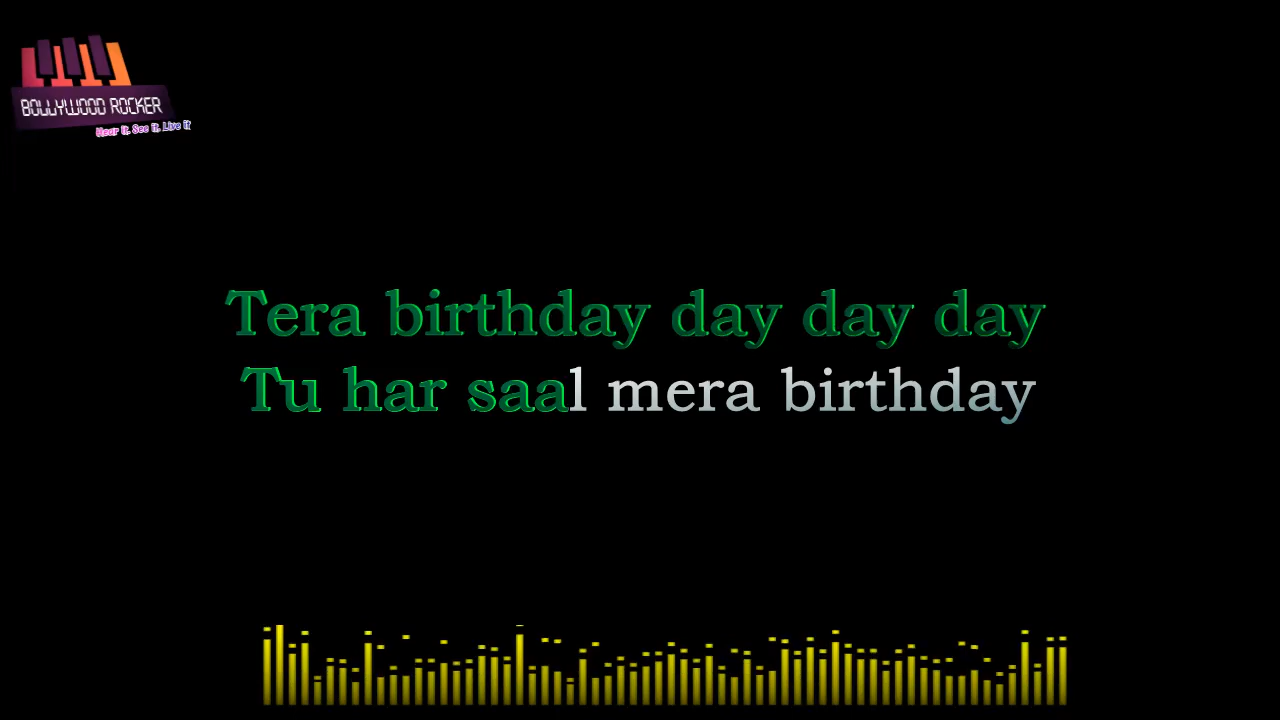 BOLLYWOOD ROCKER
Hear it. See it. Live it
Tera birthday day day day
Tu har saal mera birthday